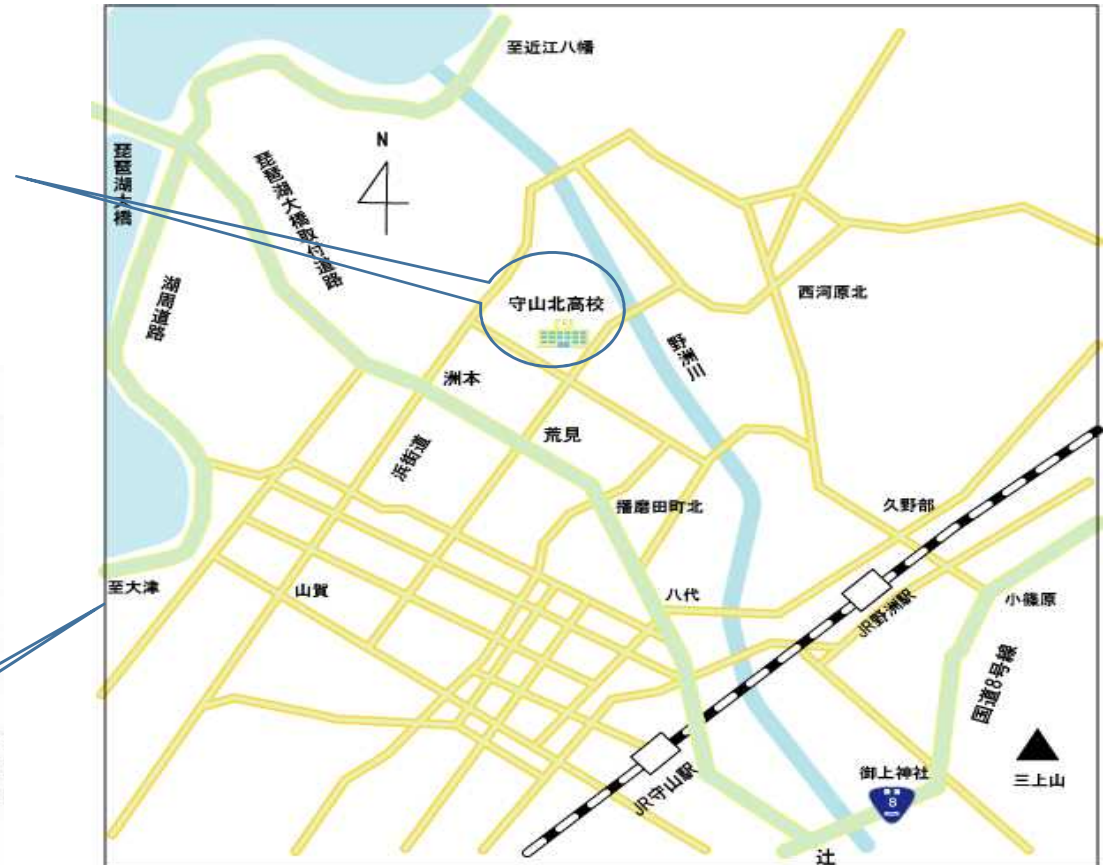 至近江八幡
N
琵琶湖大橋
琵琶湖大橋取付道路
湖周道路
守山北高校
西河原北
野洲川
洲本
荒見
浜街道
播磨田町北
久野部
至大津
山賀
八代
JR野洲駅
小篠原
国道8号線
JR守山駅
御上神社
8
三上山
辻